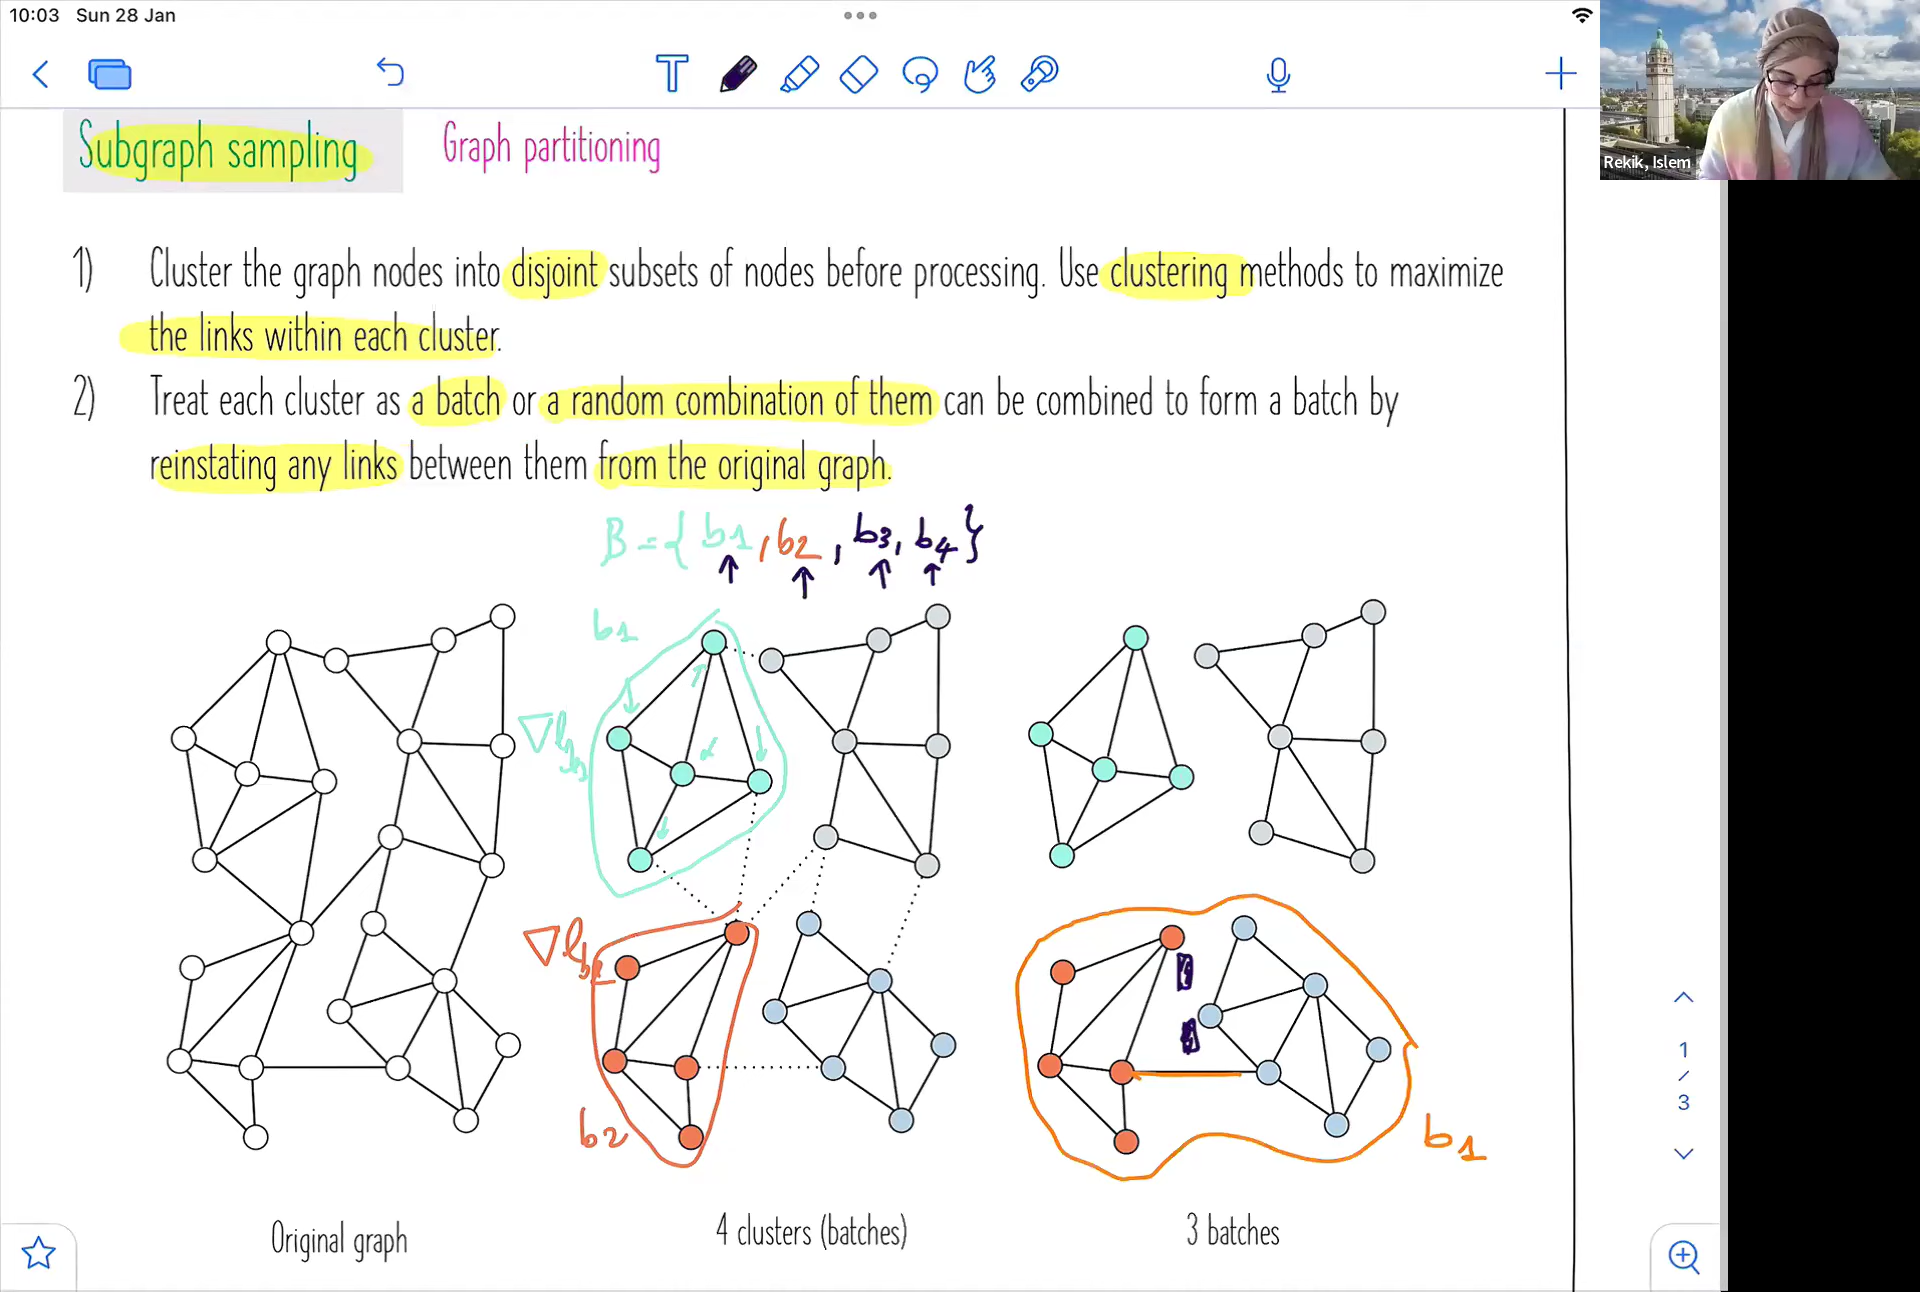 10:03 Sun 28 Jan
Rekik, Islem
Subgraph sampling
Graph partitioning
1) Cluster the graph nodes into disjoint subsets of nodes before processing. Use clustering methods to maximize
the links within each cluster.
2) Treat each cluster as a batch or a random combination of them can be combined to form a batch by
reinstating any links between them from the original graph.
B = { b1, b2, b3, b4 }
b1
b2
b1
1
/
3
Original graph
4 clusters (batches)
3 batches